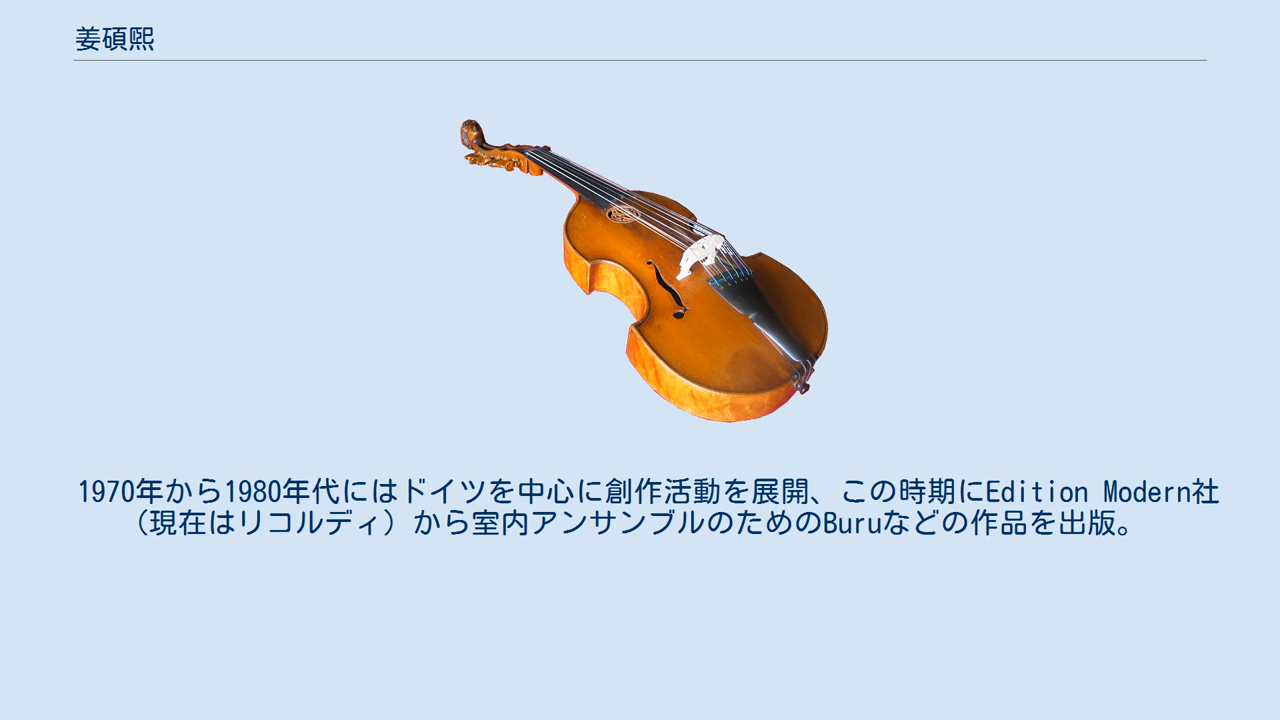 姜碩熙
1970年から1980年代にはドイツを中心に創作活動を展開、この時期にEdition Modern社
（現在はリコルディ）から室内アンサンブルのためのBuruなどの作品を出版。